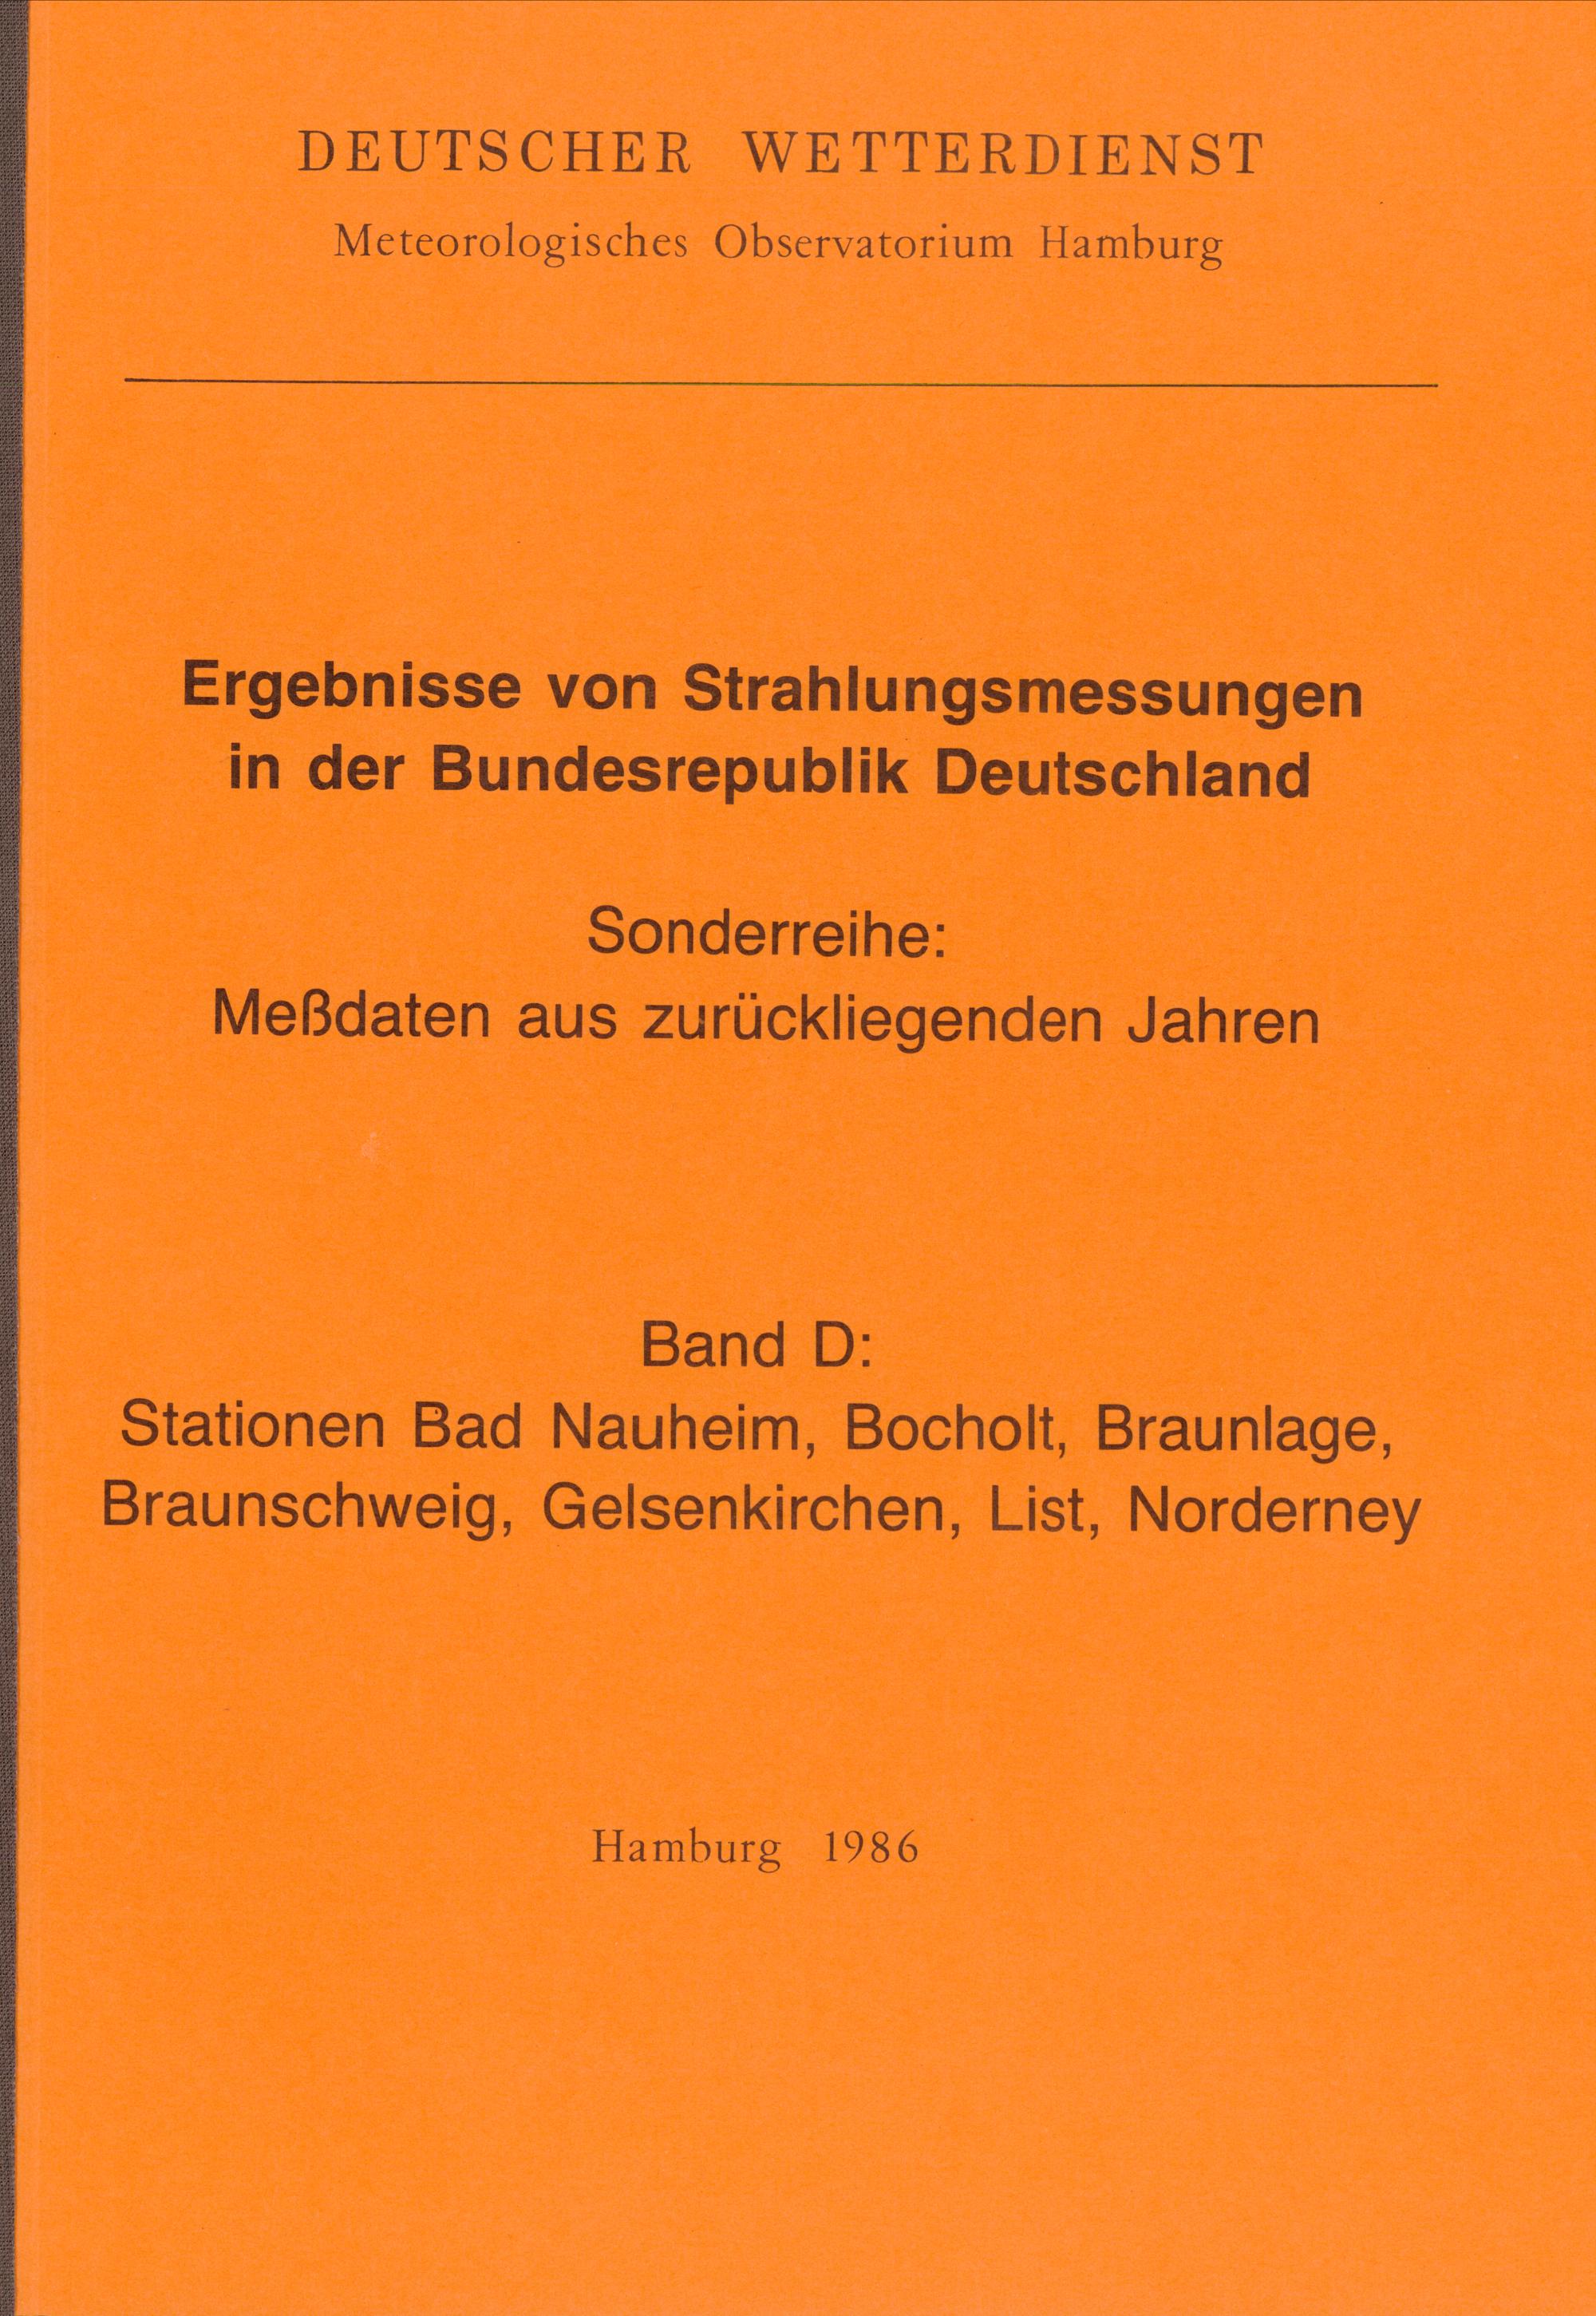 DEUTSCHER WETTERDIENST
Meteorologisches Observatorium Hamburg
Ergebnisse von Strahlungsmessungen
in der Bundesrepublik Deutschland
Sonderreihe:
Meßdaten aus zurückliegenden Jahren
Band D:
Stationen Bad Nauheim, Bocholt, Braunlage,
Braunschweig, Gelsenkirchen, List, Norderney
Hamburg 1986